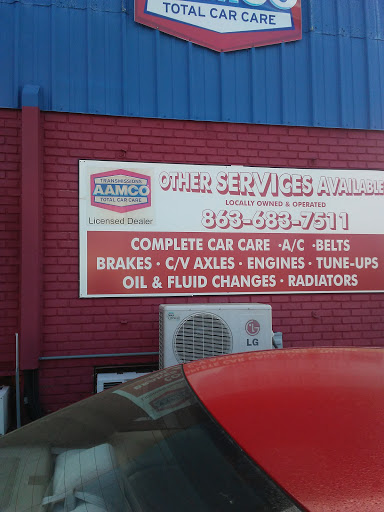 TOTAL CAR CARE
TRANSMISSIONS
AAMCO
TOTAL CAR CARE
Licensed Dealer
OTHER SERVICES AVAILABLE
LOCALLY OWNED & OPERATED
863-683-7511
COMPLETE CAR CARE · A/C · BELTS
BRAKES · C/V AXLES · ENGINES · TUNE-UPS
OIL & FLUID CHANGES · RADIATORS
LG